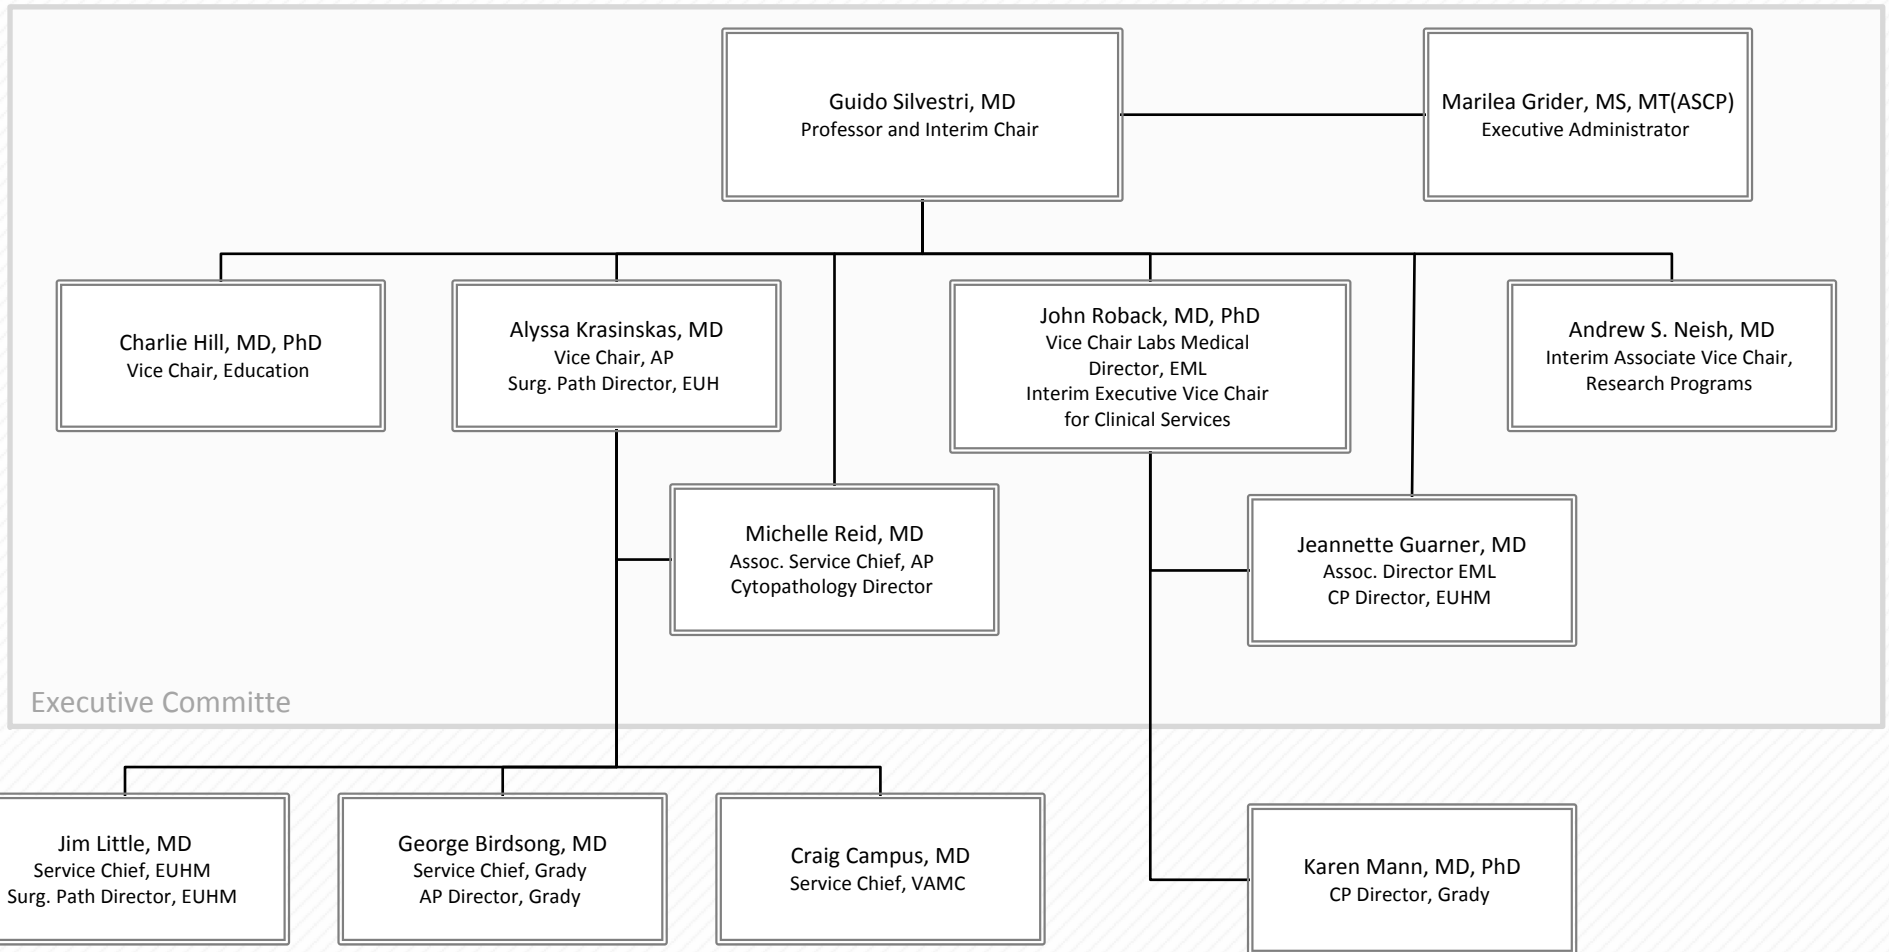 Guido Silvestri, MD
Professor and Interim Chair
Marilea Grider, MS, MT(ASCP)
Executive Administrator
Charlie Hill, MD, PhD
Vice Chair, Education
Alyssa Krasinskas, MD
Vice Chair, AP
Surg. Path Director, EUH
John Roback, MD, PhD
Vice Chair Labs Medical
Director, EML
Interim Executive Vice Chair
for Clinical Services
Andrew S. Neish, MD
Interim Associate Vice Chair,
Research Programs
Michelle Reid, MD
Assoc. Service Chief, AP
Cytopathology Director
Jeannette Guarner, MD
Assoc. Director EML
CP Director, EUHM
Executive Committe
Jim Little, MD
Service Chief, EUHM
Surg. Path Director, EUHM
George Birdsong, MD
Service Chief, Grady
AP Director, Grady
Craig Campus, MD
Service Chief, VAMC
Karen Mann, MD, PhD
CP Director, Grady